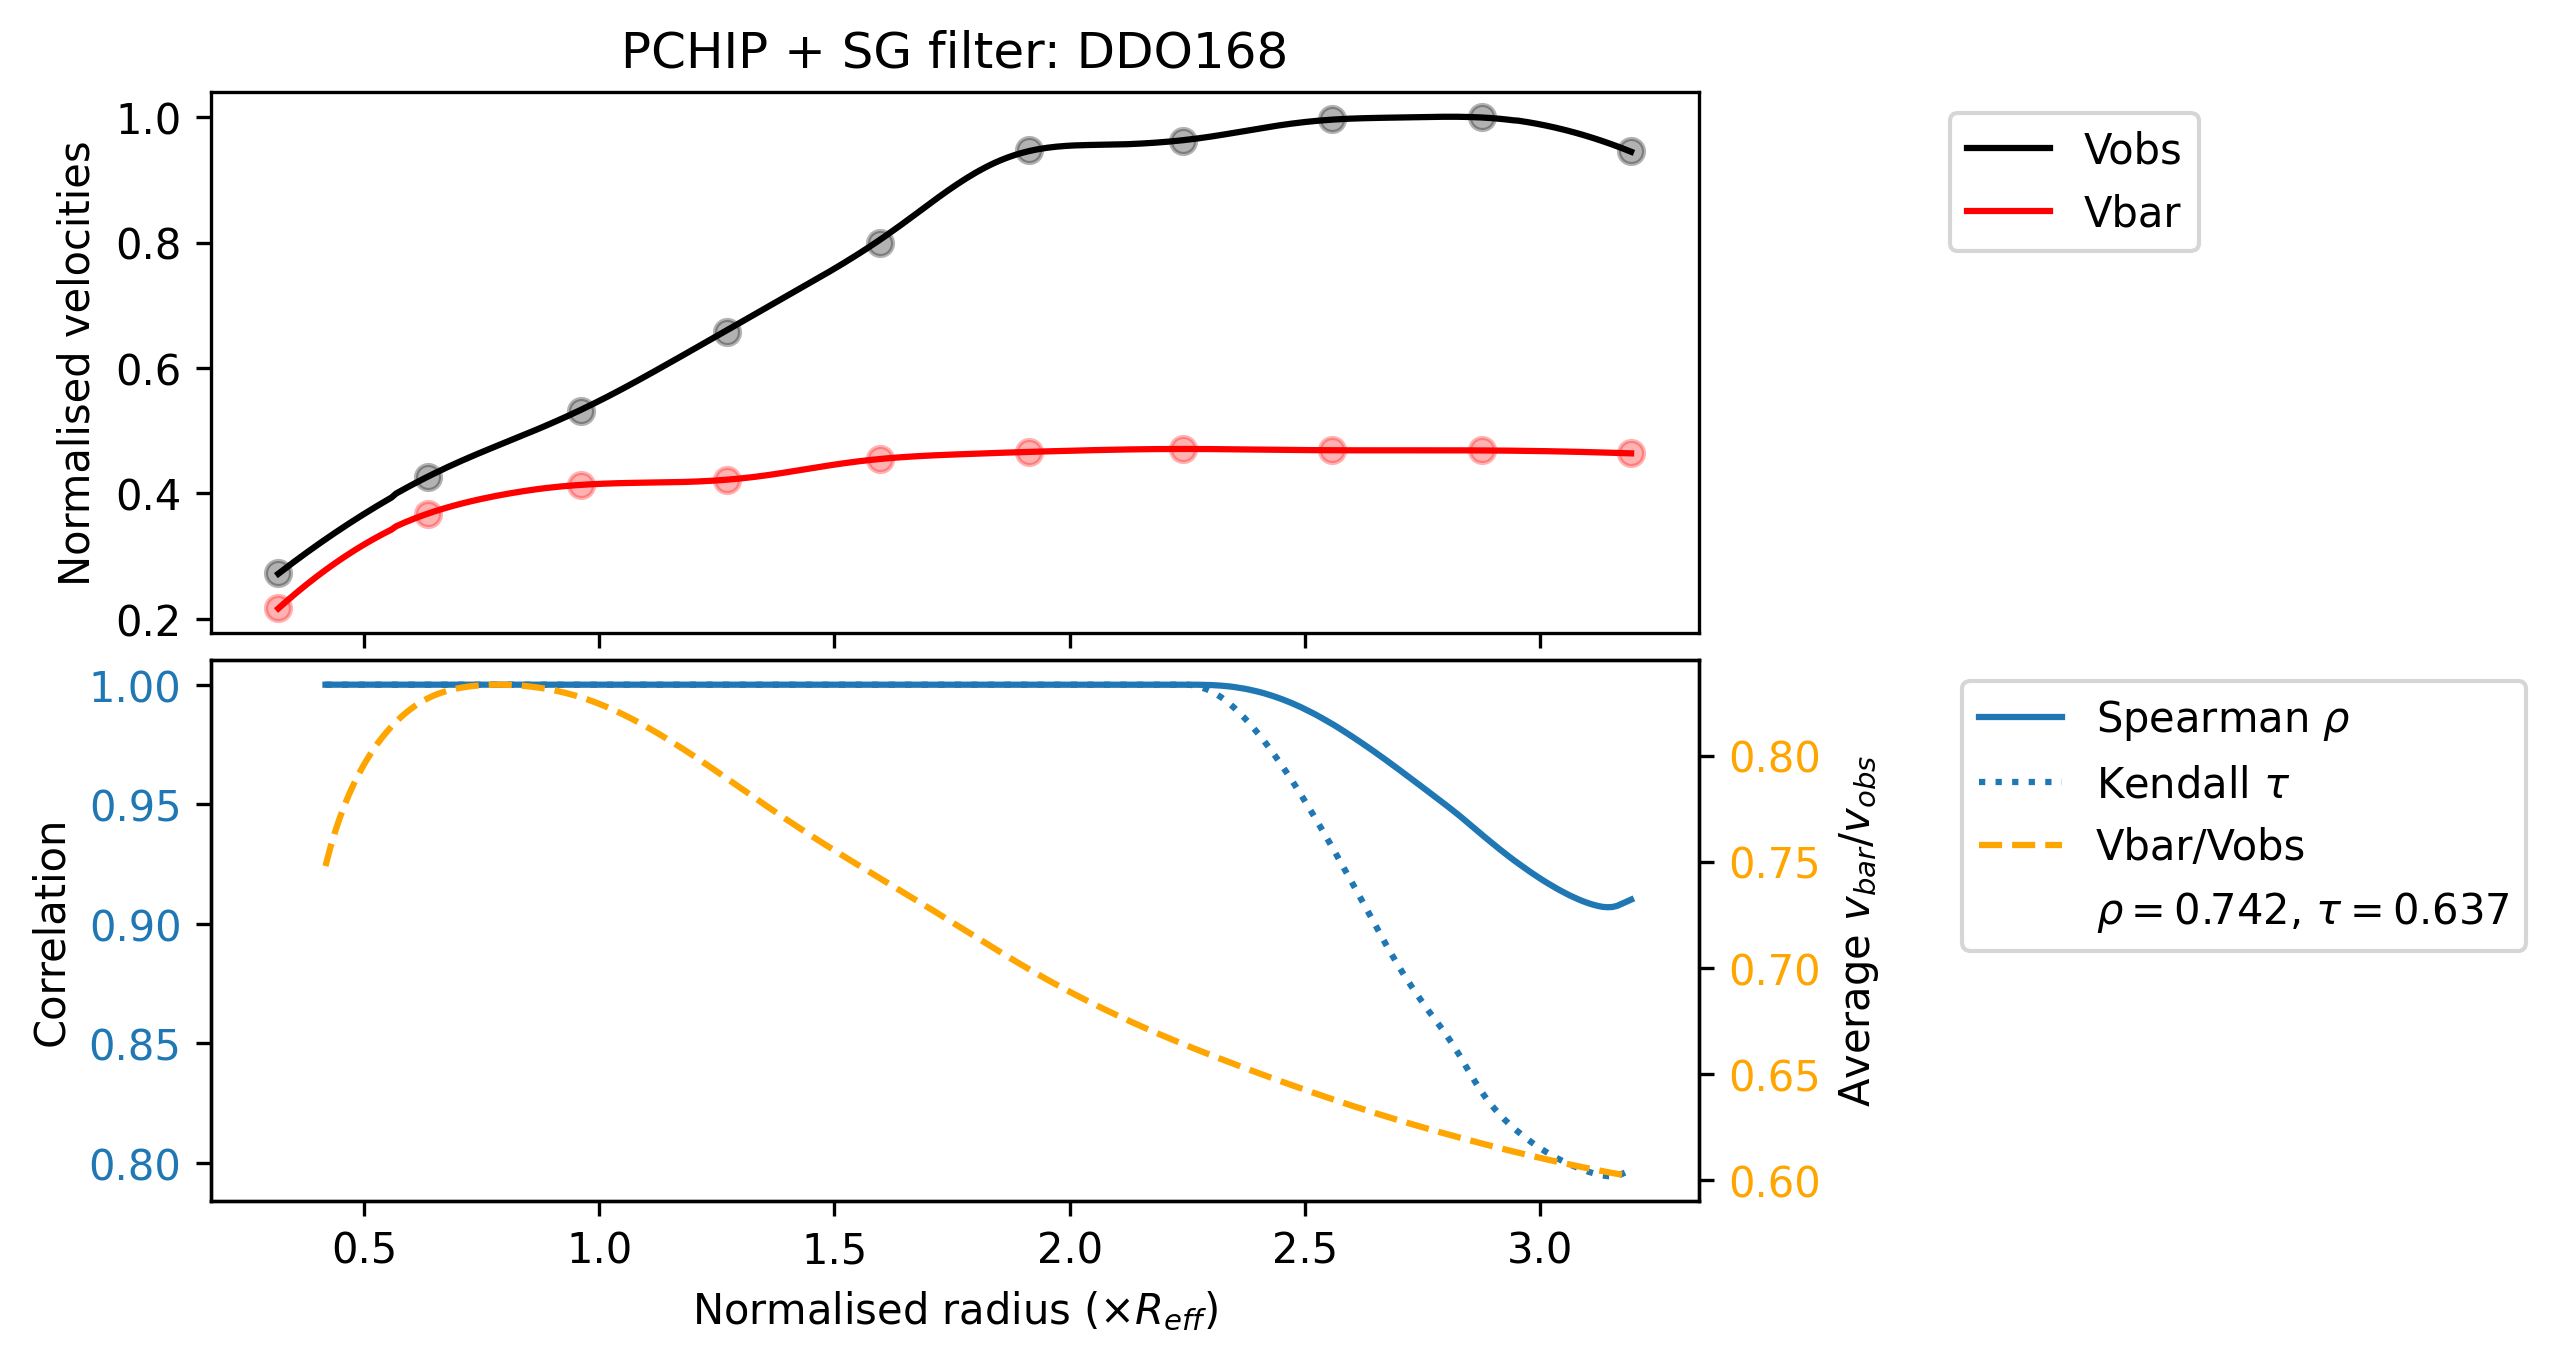 PCHIP + SG filter: DDO168
Normalised velocities
1.0
0.8
0.6
0.4
0.2
Vobs
Vbar
Correlation
1.00
0.95
0.90
0.85
0.80
0.80
0.75
0.70
0.65
0.60
Average v_bar/v_obs
Spearman ρ
Kendall τ
Vbar/Vobs
ρ = 0.742, τ = 0.637
0.5 1.0 1.5 2.0 2.5 3.0
Normalised radius (×R_eff)